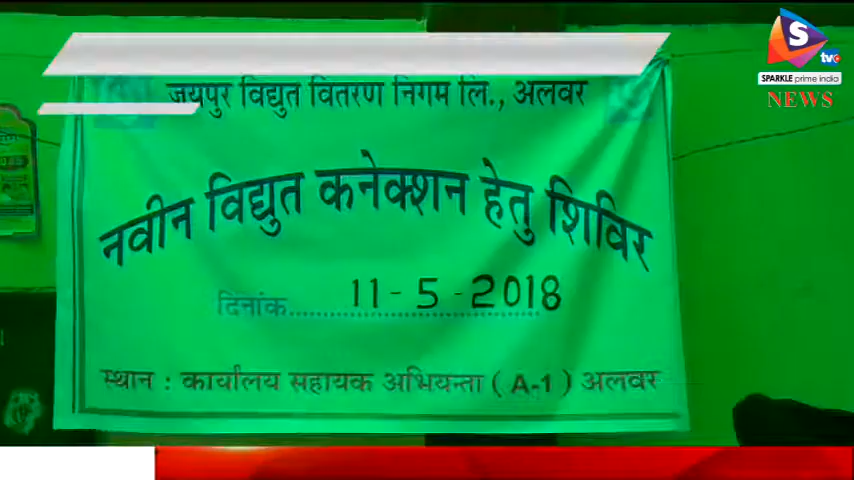 S
tv
SPARKLE prime india
NEWS
जयपुर विद्युत वितरण निगम लि., अलवर
नवीन विद्युत कनेक्शन हेतु शिविर
दिनांक.......11-5-2018
स्थान : कार्यालय सहायक अभियन्ता ( A-1 ) अलवर